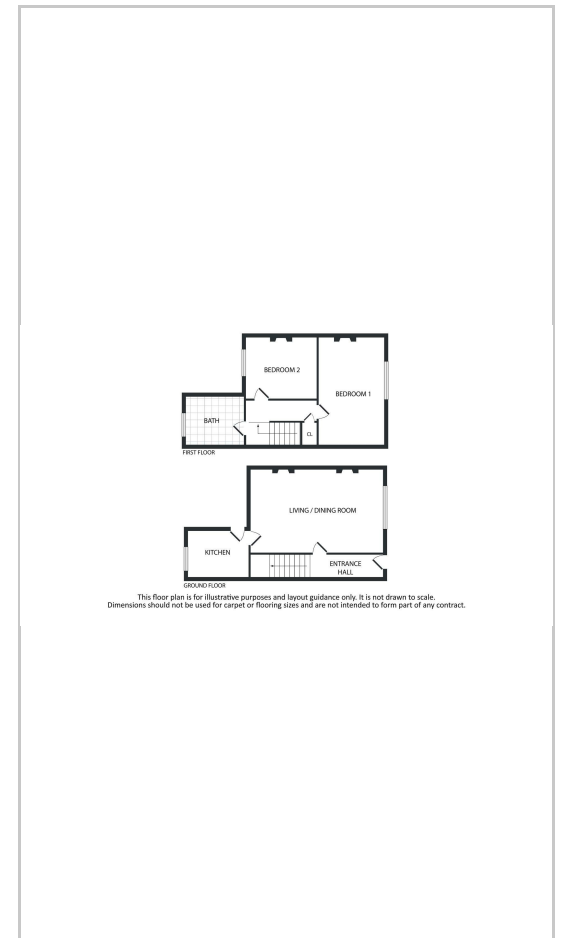 BEDROOM 2
BEDROOM 1
BATH
CL
FIRST FLOOR
LIVING / DINING ROOM
KITCHEN
ENTRANCE
HALL
GROUND FLOOR
This floor plan is for illustrative purposes and layout guidance only. It is not drawn to scale.
Dimensions should not be used for carpet or flooring sizes and are not intended to form part of any contract.